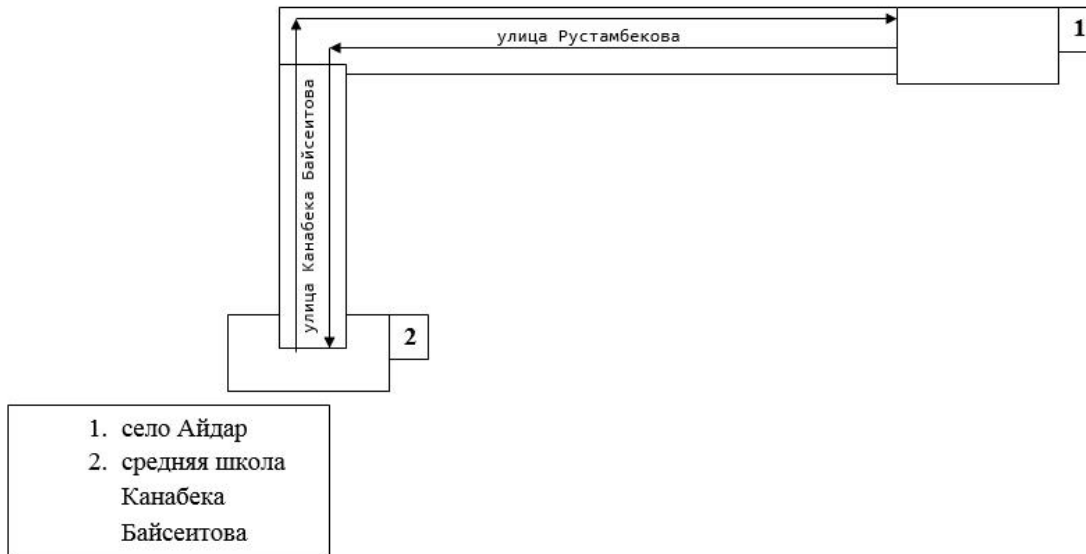 1
улица Рустамбекова
улица Канабека Байсеитова
2
1. село Айдар
2. средняя школа
Канабека
Байсеитова